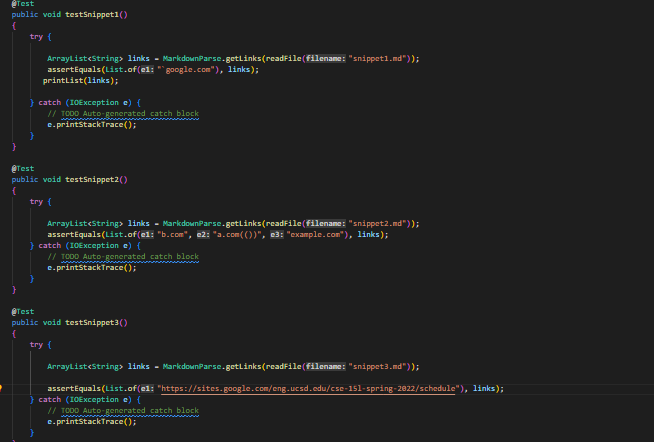 @Test
public void testSnippet1()
{
try {
ArrayList<String> links = MarkdownParse.getLinks(readFile(filename: "snippet1.md"));
assertEquals(List.of(e1: "`google.com"), links);
printList(links);
} catch (IOException e) {
// TODO Auto-generated catch block
e.printStackTrace();
}
}
@Test
public void testSnippet2()
{
try {
ArrayList<String> links = MarkdownParse.getLinks(readFile(filename: "snippet2.md"));
assertEquals(List.of(e1: "b.com", e2: "a.com(())", e3: "example.com"), links);
} catch (IOException e) {
// TODO Auto-generated catch block
e.printStackTrace();
}
}
@Test
public void testSnippet3()
{
try {
ArrayList<String> links = MarkdownParse.getLinks(readFile(filename: "snippet3.md"));
assertEquals(List.of(e1: "https://sites.google.com/eng.ucsd.edu/cse-15l-spring-2022/schedule"), links);
} catch (IOException e) {
// TODO Auto-generated catch block
e.printStackTrace();
}
}